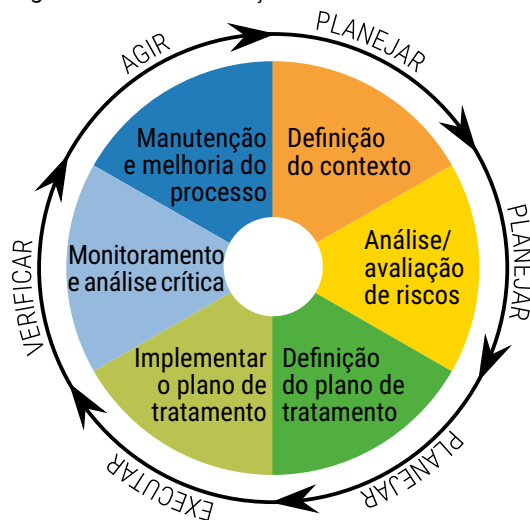 AGIR
PLANEJAR
Manutenção
e melhoria do
processo
Definição
do contexto
PLANEJAR
Análise/
avaliação
de riscos
VERIFICAR
Monitoramento
e análise crítica
Implementar
o plano de
tratamento
Definição
do plano de
tratamento
EXECUTAR
PLANEJAR